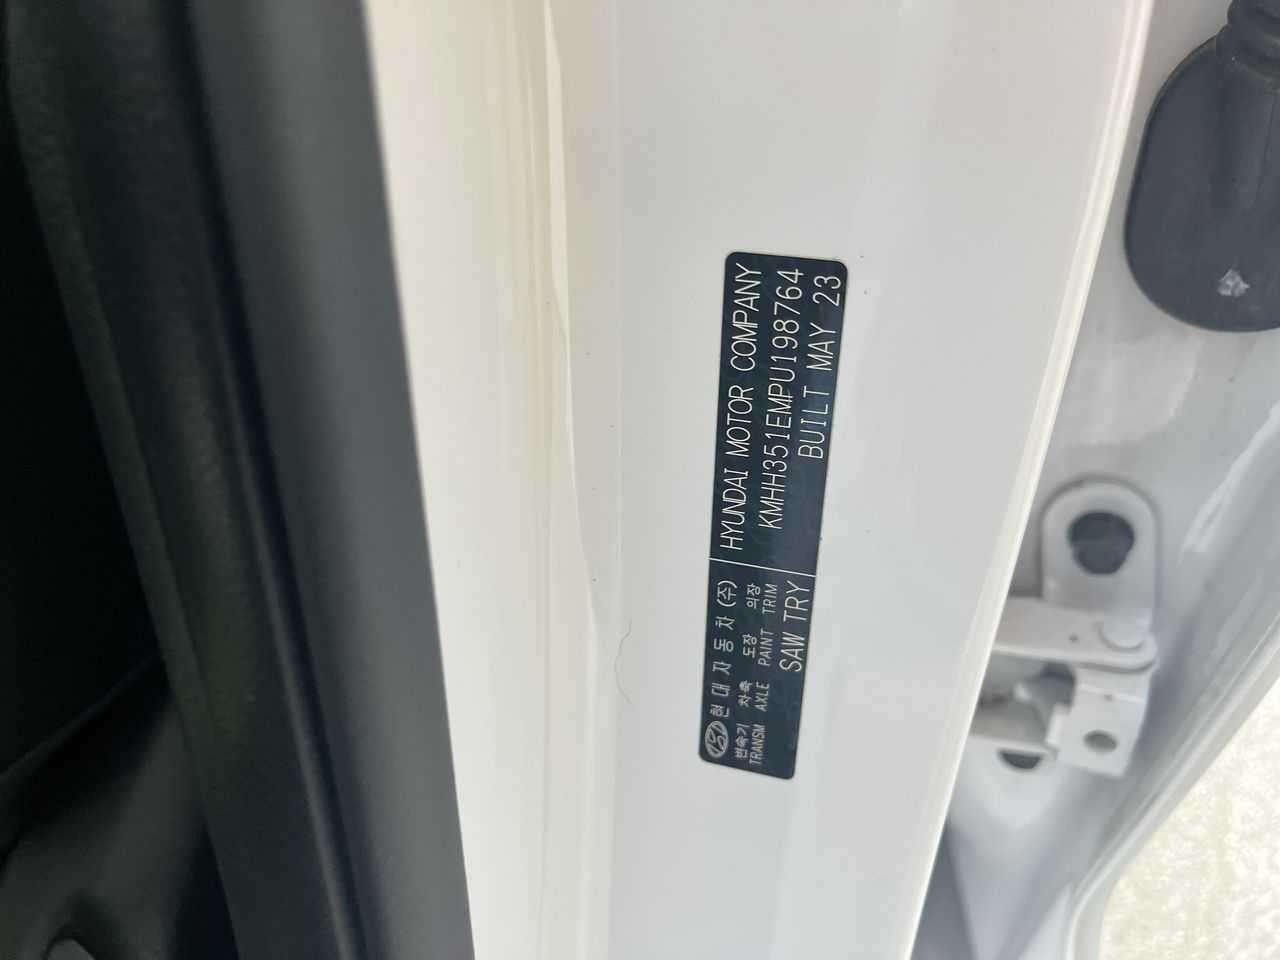 현대자동차(주)
변속기 차축 도장 의장
TRANSM AXLE PAINT TRIM
SAW TRY
HYUNDAI MOTOR COMPANY
KMHH351EMPU198764
BUILT MAY 23